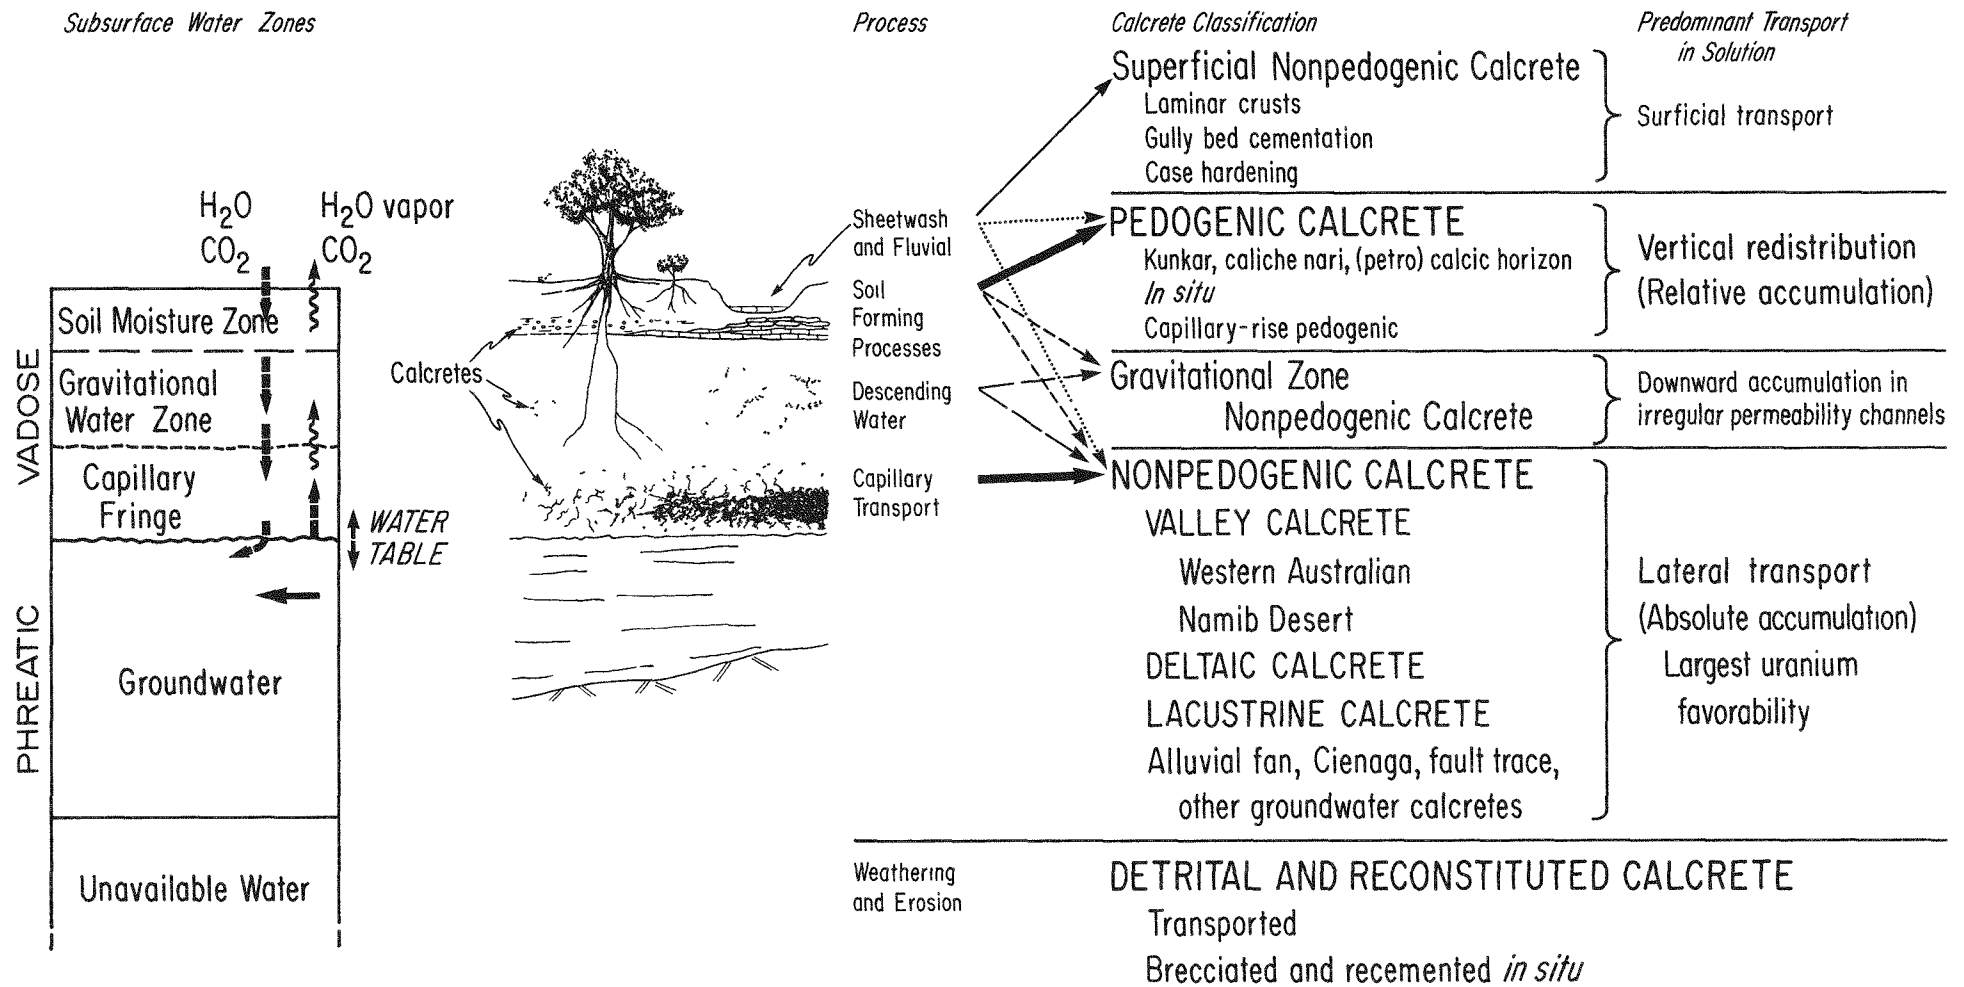 Subsurface Water Zones
H2O
CO2
H2O vapor
CO2
VADOSE
Soil Moisture Zone
Gravitational
Water Zone
Capillary
Fringe
WATER
TABLE
PHREATIC
Groundwater
Unavailable Water
Calcretes
Process
Sheetwash
and Fluvial
Soil
Forming
Processes
Descending
Water
Capillary
Transport
Weathering
and Erosion
Calcrete Classification
Superficial Nonpedogenic Calcrete
Laminar crusts
Gully bed cementation
Case hardening
PEDOGENIC CALCRETE
Kunkar, caliche nari, (petro) calcic horizon
In situ
Capillary-rise pedogenic
Gravitational Zone
Nonpedogenic Calcrete
NONPEDOGENIC CALCRETE
VALLEY CALCRETE
Western Australian
Namib Desert
DELTAIC CALCRETE
LACUSTRINE CALCRETE
Alluvial fan, Cienaga, fault trace,
other groundwater calcretes
DETRITAL AND RECONSTITUTED CALCRETE
Transported
Brecciated and recemented in situ
Predominant Transport
in Solution
Surficial transport
Vertical redistribution
(Relative accumulation)
Downward accumulation in
irregular permeability channels
Lateral transport
(Absolute accumulation)
Largest uranium
favorability